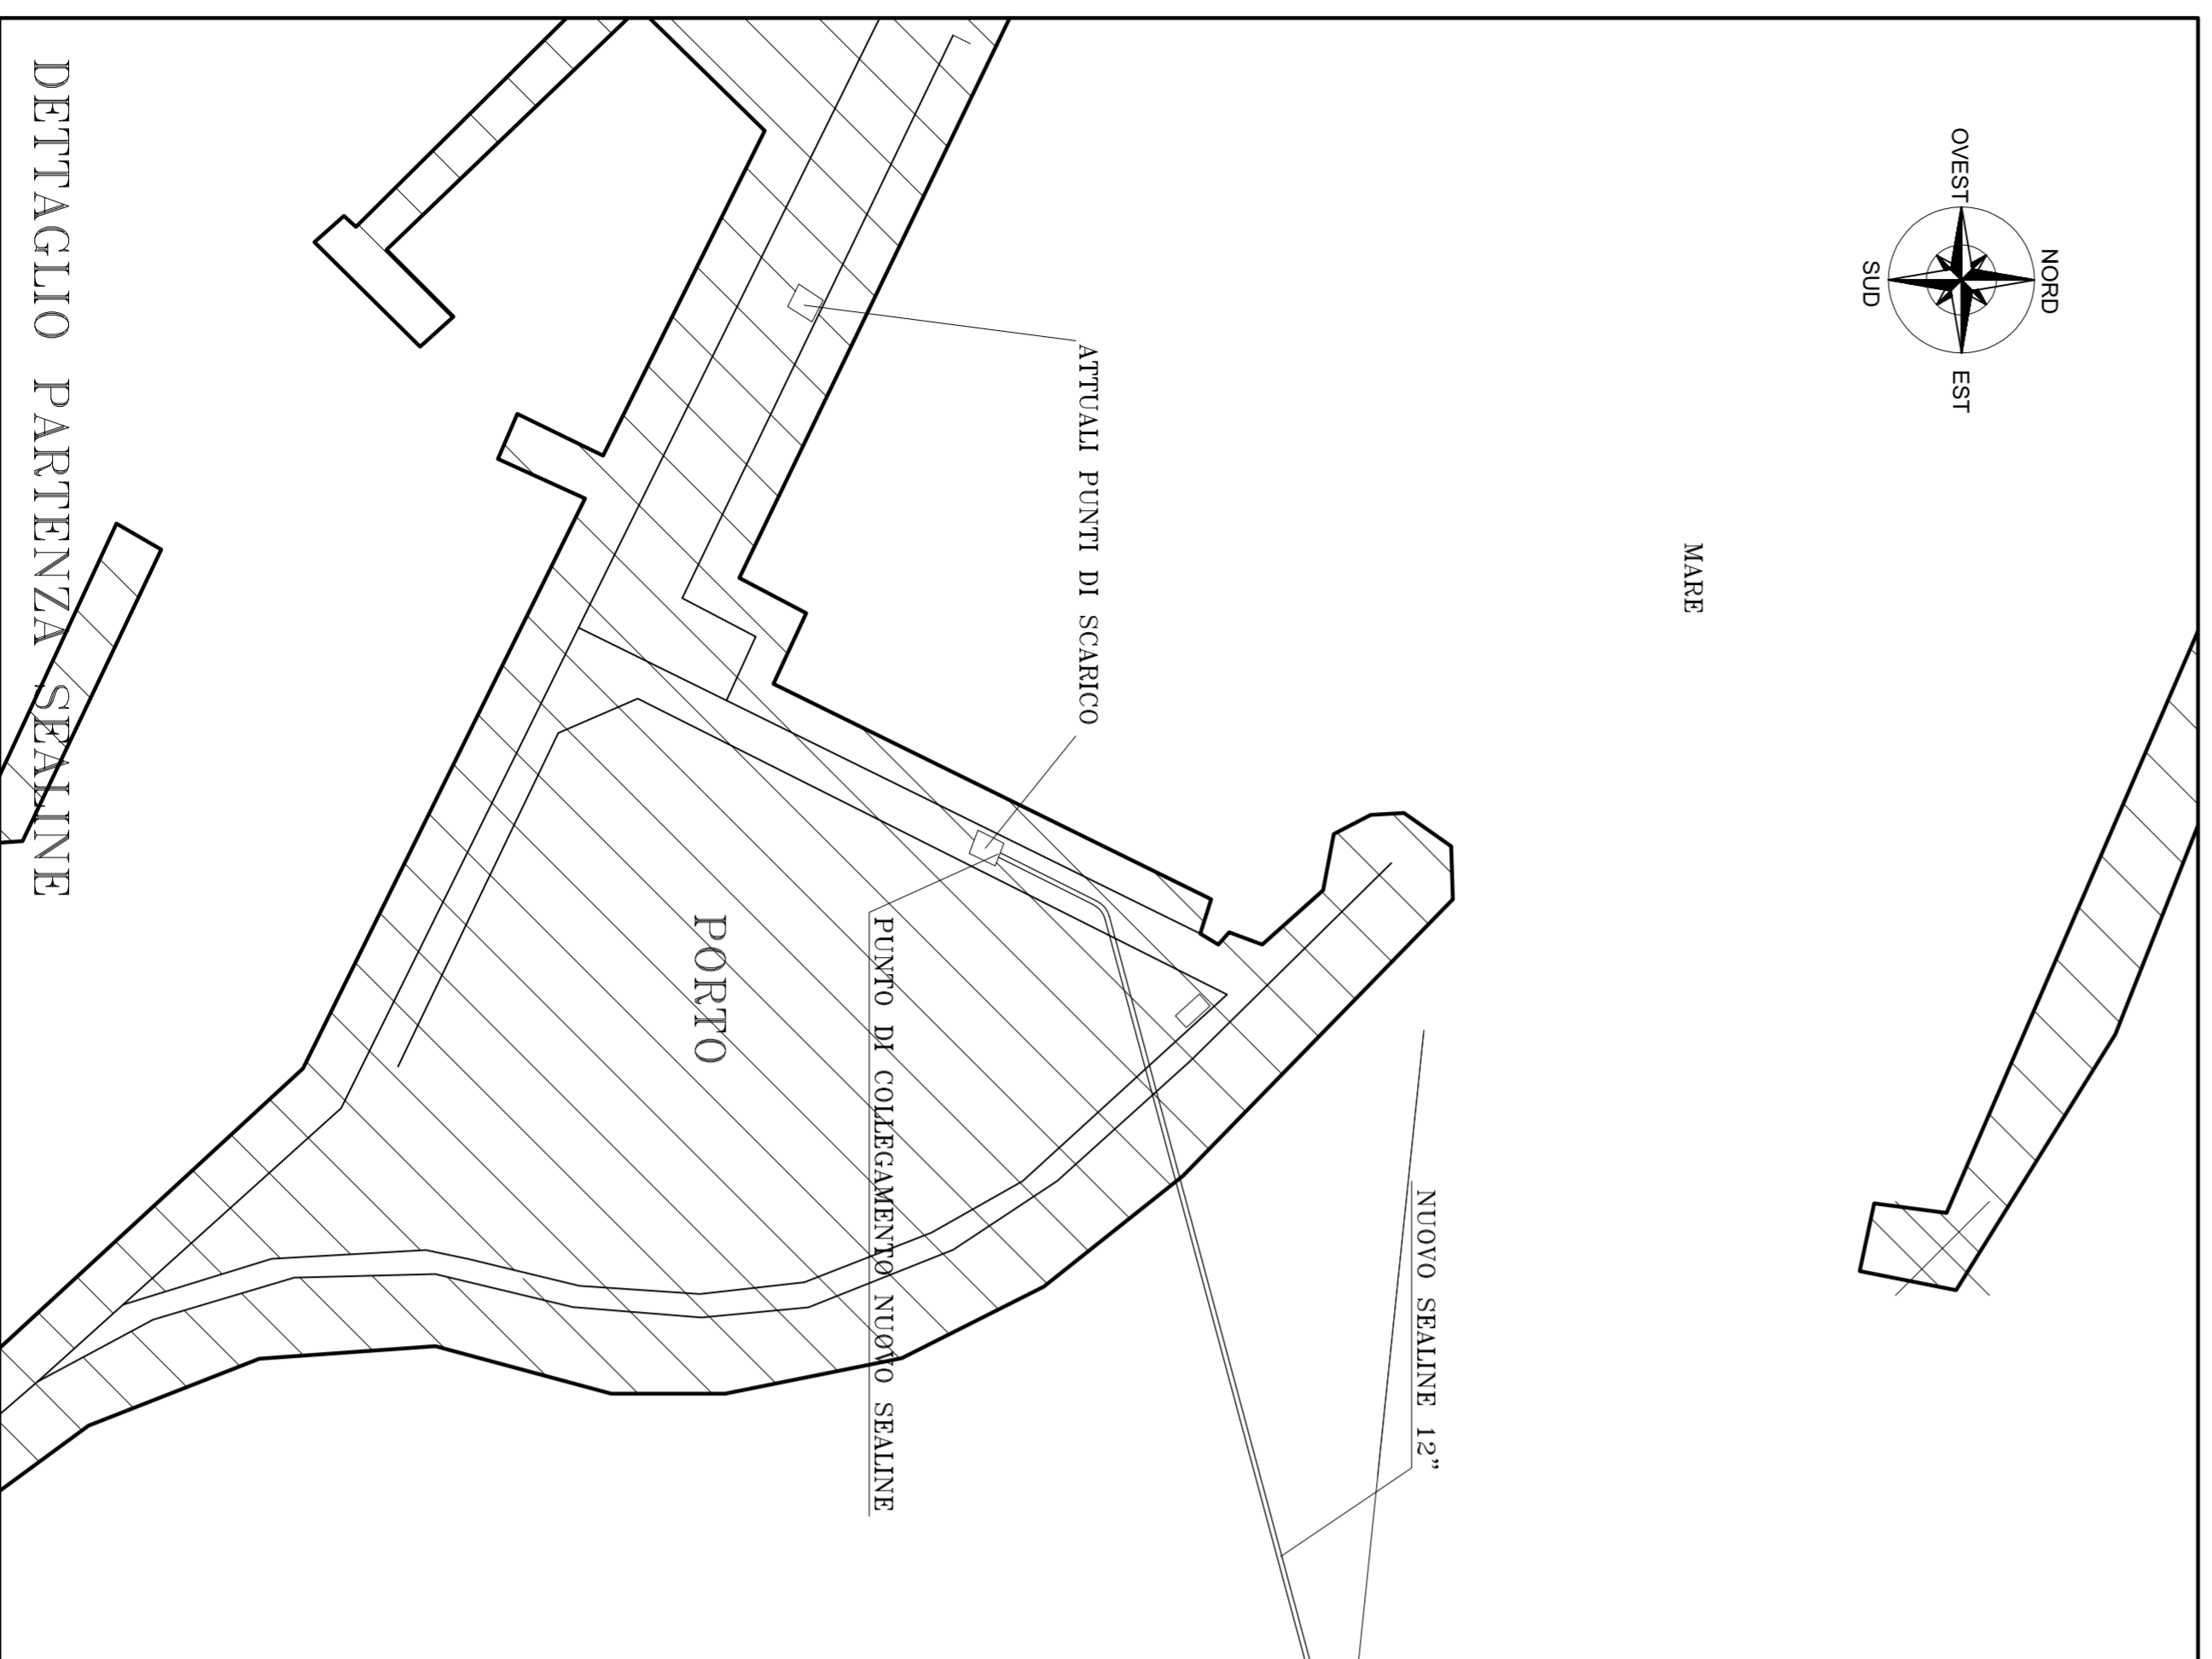 NORD
OVEST
EST
SUD
MARE
NUOVO SEALINE 12”
ATTUALI PUNTI DI SCARICO
PUNTO DI COLLEGAMENTO NUOVO SEALINE
PORTO
DETTAGLIO PARTENZA SEALINE